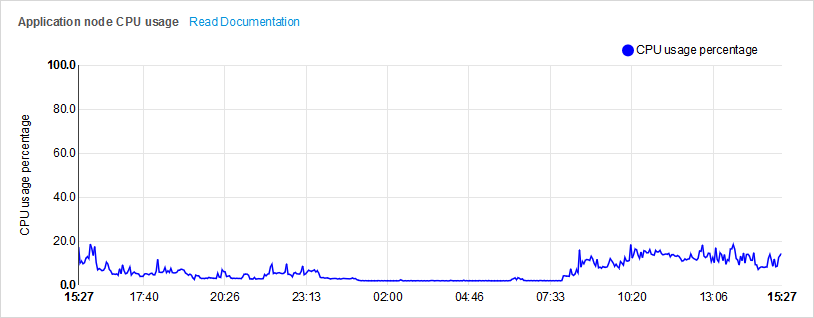 Application node CPU usage Read Documentation
CPU usage percentage
100.0
80.0
60.0
40.0
20.0
0.0
CPU usage percentage
15:27 17:40 20:26 23:13 02:00 04:46 07:33 10:20 13:06 15:27